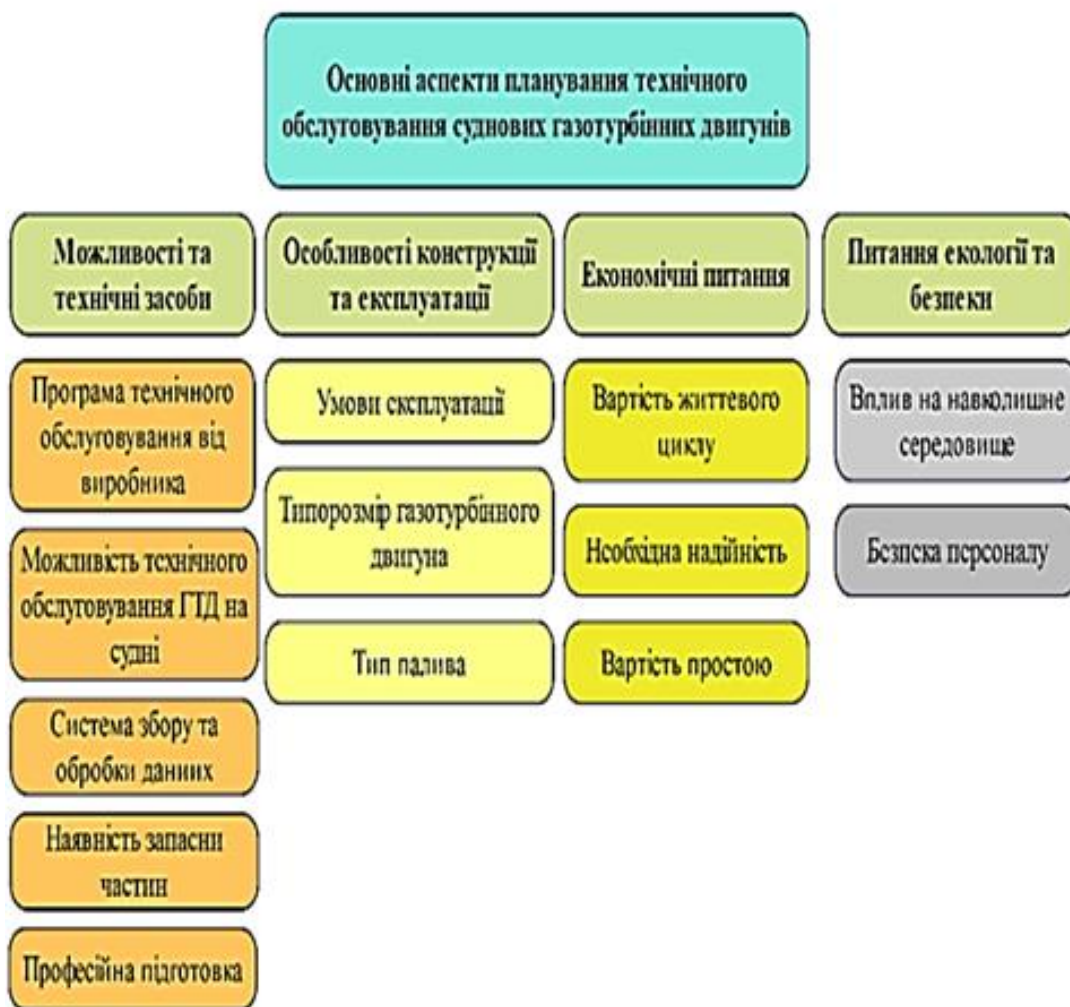 Основні аспекти планування технічного
обслуговування суднових газотурбінних двигунів
Можливості та
технічні засоби
Програма технічного
обслуговування від
виробника
Можливість технічного
обслуговування ГТД на
судні
Система збору та
обробки данних
Наявність запасни
частин
Професійна підготовка
Особливості конструкції
та експлуатації
Умови експлуатації
Типорозмір газотурбінного
двигуна
Тип палива
Економічні питання
Вартість життевого
циклу
Необхідна надійність
Вартість простою
Питання екології та
безпеки
Вплив на навколишне
середовище
Безпека персоналу